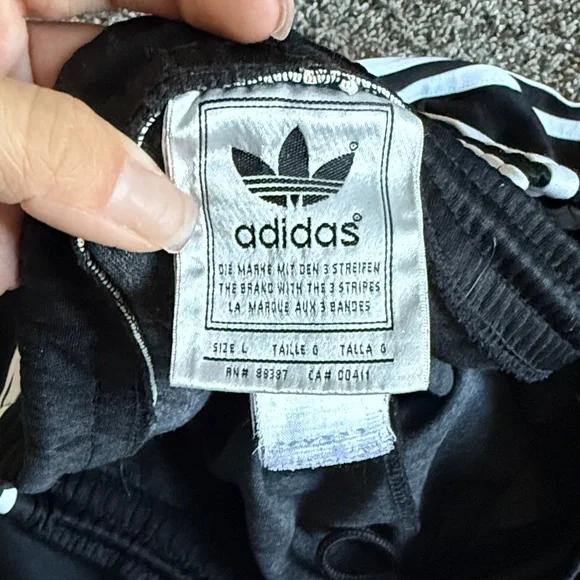 adidas®
DIE MARKE MIT DEN 3 STREIFEN
THE BRAND WITH THE 3 STRIPES
LA MARQUE AUX 3 BANDES
SIZE L TAILLE G TALLA G
RN# 88387 CA# 00411